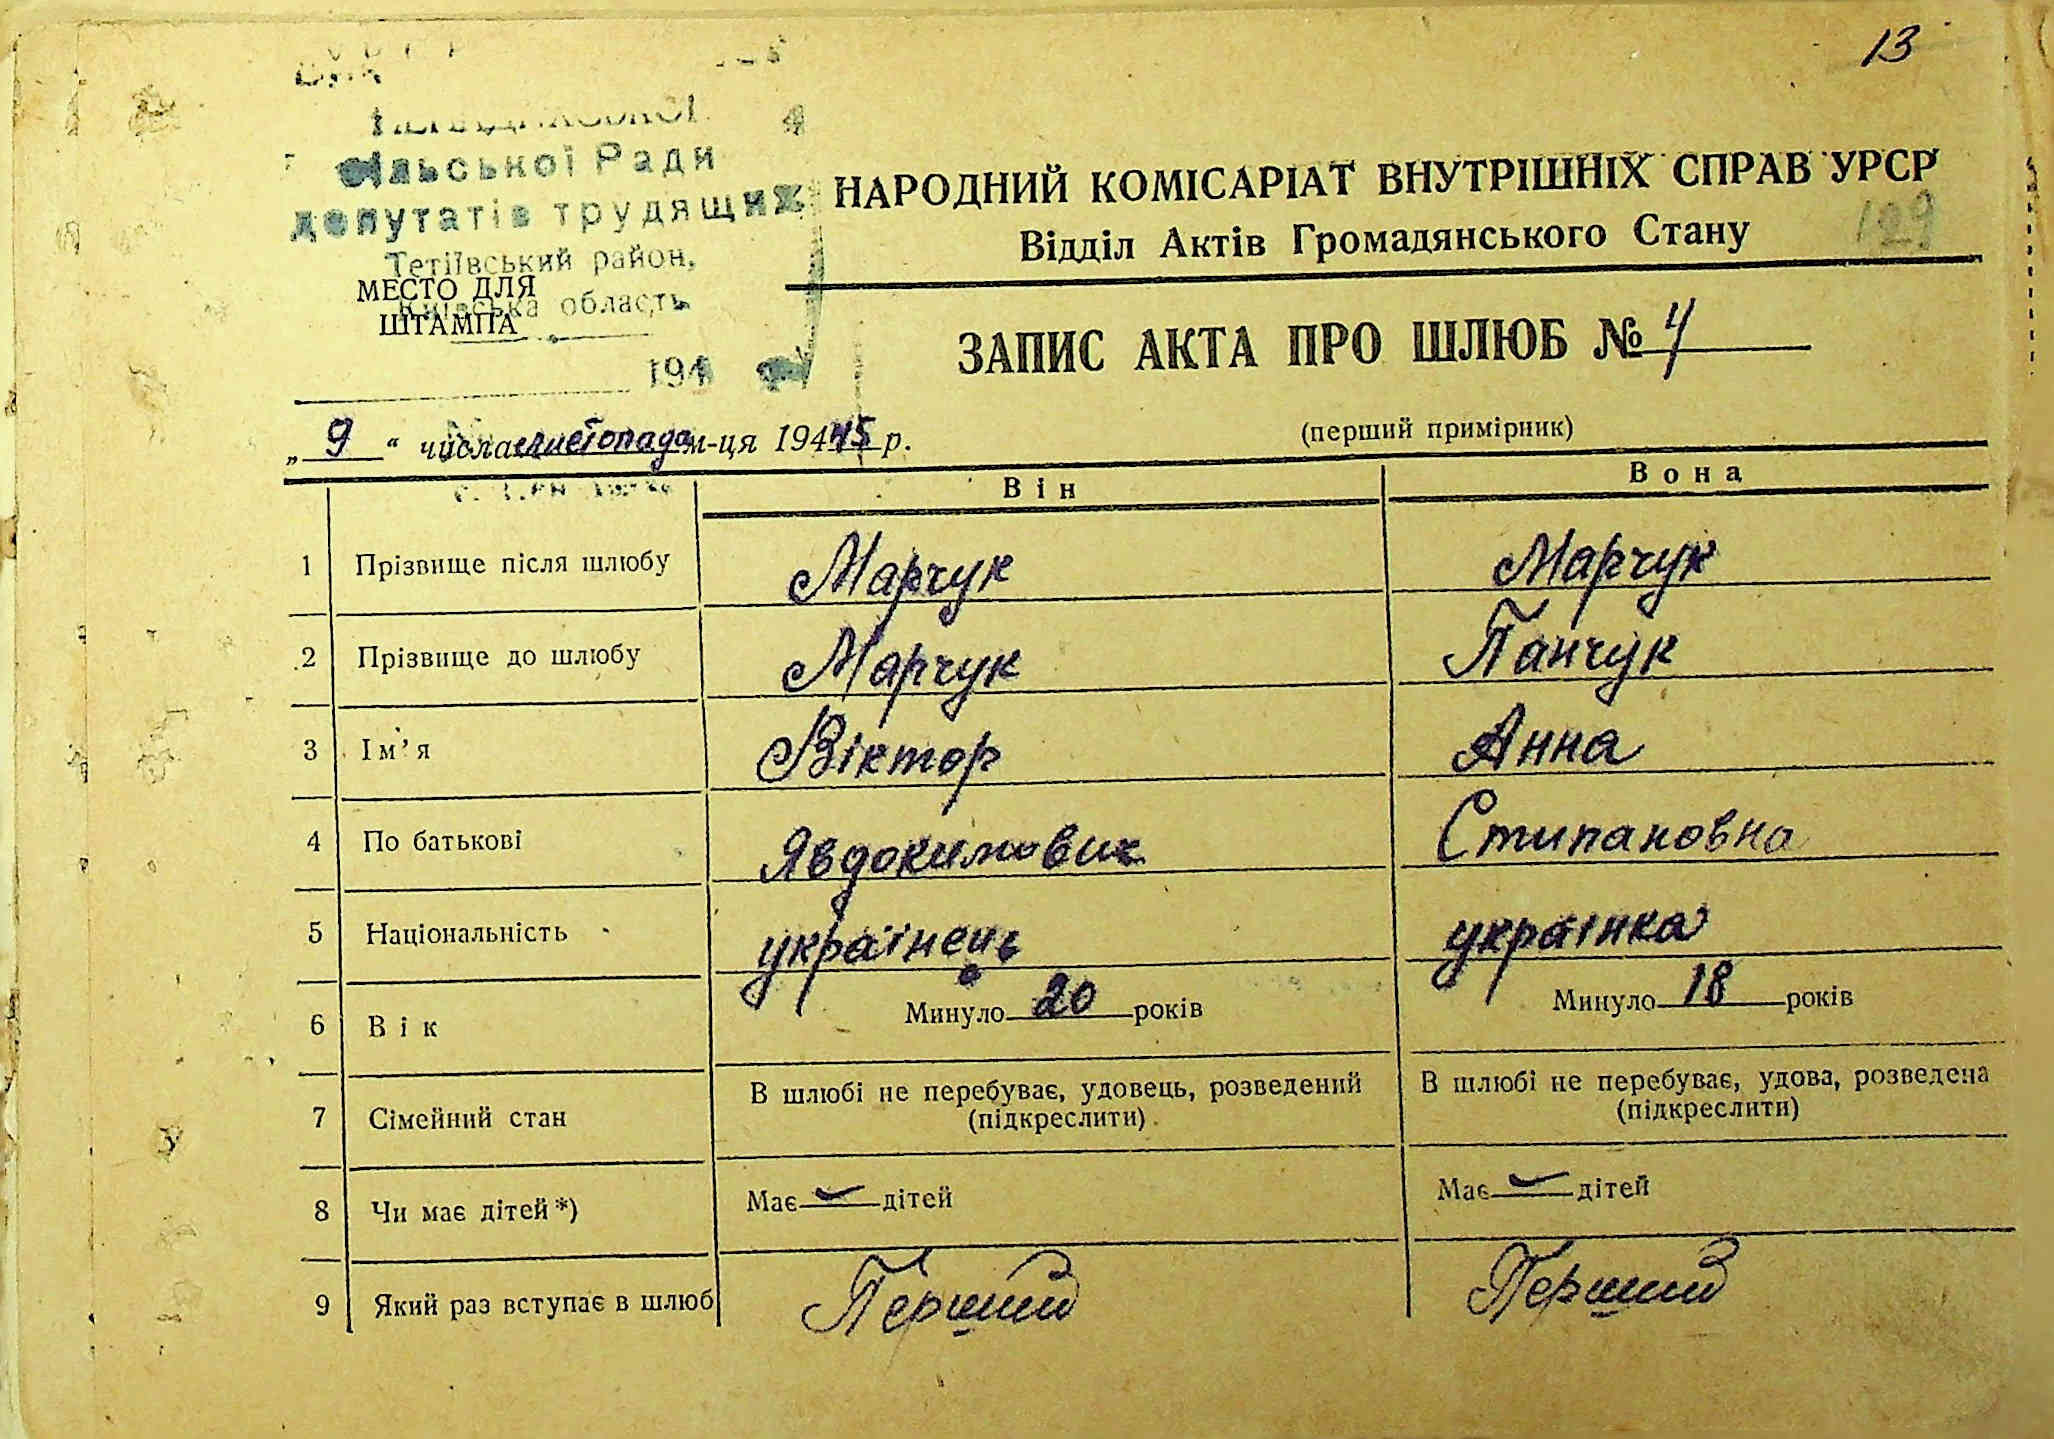 13
сільської Ради
депутатів трудящих
Тетіївський район,
Київська область
МЕСТО ДЛЯ
ШТАМПА
194
НАРОДНИЙ КОМІСАРІАТ ВНУТРІШНІХ СПРАВ УРСР
Відділ Актів Громадянського Стану
109
ЗАПИС АКТА ПРО ШЛЮБ № 4
(перший примірник)
„ 9 “ числа листопада м-ця 19445 р.
Він Вона
1 Прізвище після шлюбу Марчук Марчук
2 Прізвище до шлюбу Марчук Панчук
3 Ім’я Віктор Анна
4 По батькові Явдокимович Стипановна
5 Національність українець українка
6 Вік Минуло 20 років Минуло 18 років
7 Сімейний стан В шлюбі не перебуває, удовець, розведений (підкреслити) В шлюбі не перебуває, удова, розведена (підкреслити)
8 Чи має дітей*) Має — дітей Має — дітей
9 Який раз вступає в шлюб Перший Перший